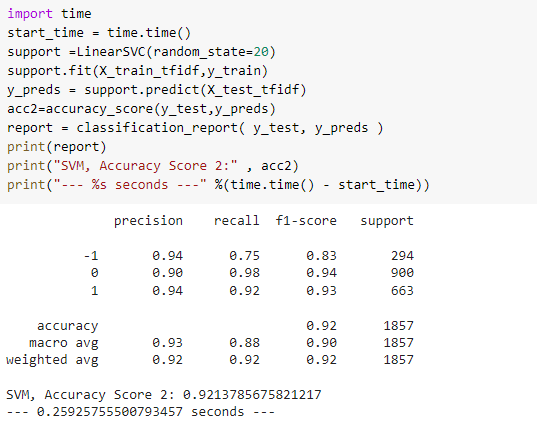 import time
start_time = time.time()
support =LinearSVC(random_state=20)
support.fit(X_train_tfidf,y_train)
y_preds = support.predict(X_test_tfidf)
acc2=accuracy_score(y_test,y_preds)
report = classification_report( y_test, y_preds )
print(report)
print("SVM, Accuracy Score 2:" , acc2)
print("--- %s seconds ---" %(time.time() - start_time))
precision recall f1-score support
-1 0.94 0.75 0.83 294
0 0.90 0.98 0.94 900
1 0.94 0.92 0.93 663
accuracy 0.92 1857
macro avg 0.93 0.88 0.90 1857
weighted avg 0.92 0.92 0.92 1857
SVM, Accuracy Score 2: 0.9213785675821217
--- 0.25925755500793457 seconds ---